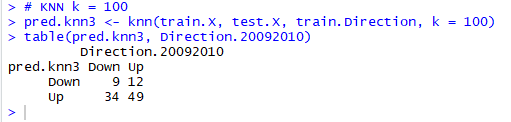 > # KNN k = 100
> pred.knn3 <- knn(train.X, test.X, train.Direction, k = 100)
> table(pred.knn3, Direction.20092010)
         Direction.20092010
pred.knn3 Down Up
     Down    9 12
     Up     34 49
>